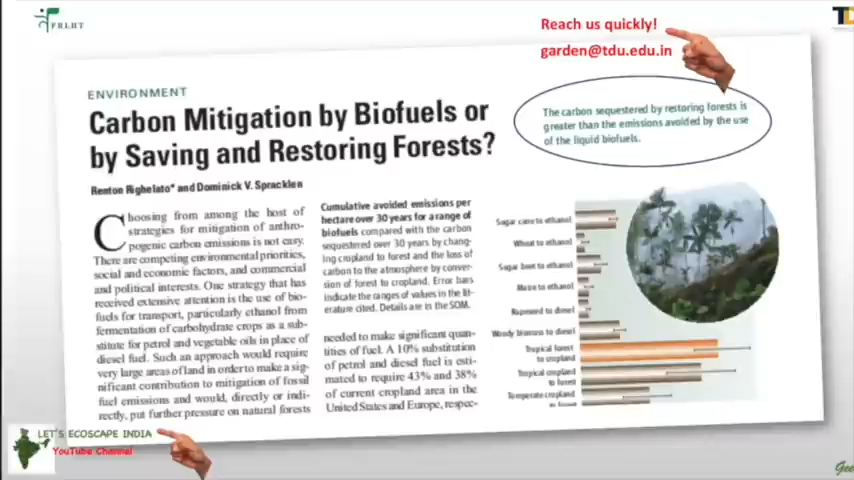 FRLHT
Reach us quickly!
garden@tdu.edu.in
ENVIRONMENT
Carbon Mitigation by Biofuels or
by Saving and Restoring Forests?
The carbon sequestered by restoring forests is
greater than the emissions avoided by the use
of the liquid biofuels.
Renton Righelato* and Dominick V. Spracklen
Choosing from among the host of
strategies for mitigation of anthro-
pogenic carbon emissions is not easy.
There are competing environmental priorities,
social and economic factors, and commercial
and political interests. One strategy that has
received extensive attention is the use of bio-
fuels for transport, particularly ethanol from
fermentation of carbohydrate crops as a sub-
stitute for petrol and vegetable oils in place of
diesel fuel. Such an approach would require
very large areas of land in order to make a sig-
nificant contribution to mitigation of fossil
fuel emissions and would, directly or indi-
rectly, put further pressure on natural forests
Cumulative avoided emissions per
hectare over 30 years for a range of
biofuels compared with the carbon
sequestered over 30 years by chang-
ing cropland to forest and the loss of
carbon to the atmosphere by conver-
sion of forest to cropland. Error bars
indicate the ranges of values in the lit-
erature cited. Details are in the SOM.
needed to make significant quan-
tities of fuel. A 10% substitution
of petrol and diesel fuel is esti-
mated to require 43% and 38%
of current cropland area in the
United States and Europe, respec-
Sugar cane to ethanol
Wheat to ethanol
Sugar beet to ethanol
Maize to ethanol
Rapeseed to diesel
Woody biomass to diesel
Tropical forest
to cropland
Tropical cropland
to forest
Temperate cropland
LET'S ECOSCAPE INDIA
YouTube Channel